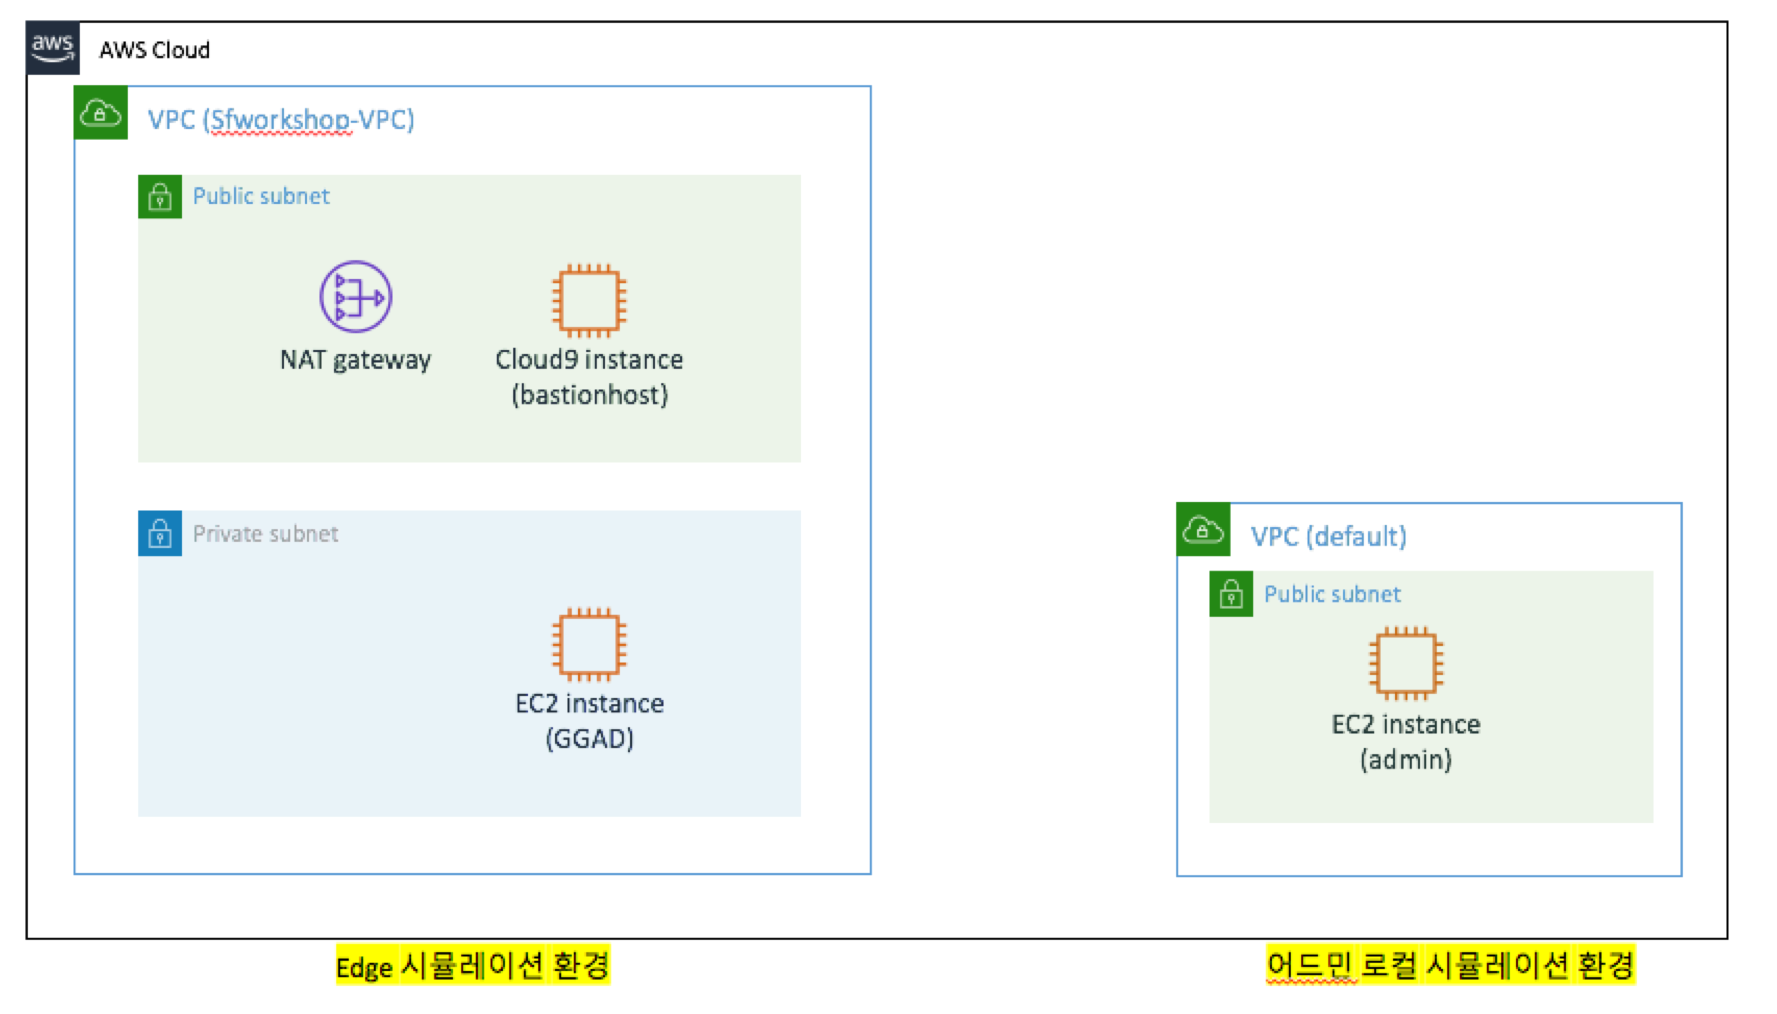 aws
AWS Cloud
VPC (Sfworkshop-VPC)
Public subnet
NAT gateway
Cloud9 instance
(bastionhost)
Private subnet
EC2 instance
(GGAD)
VPC (default)
Public subnet
EC2 instance
(admin)
Edge 시뮬레이션 환경
어드민 로컬 시뮬레이션 환경